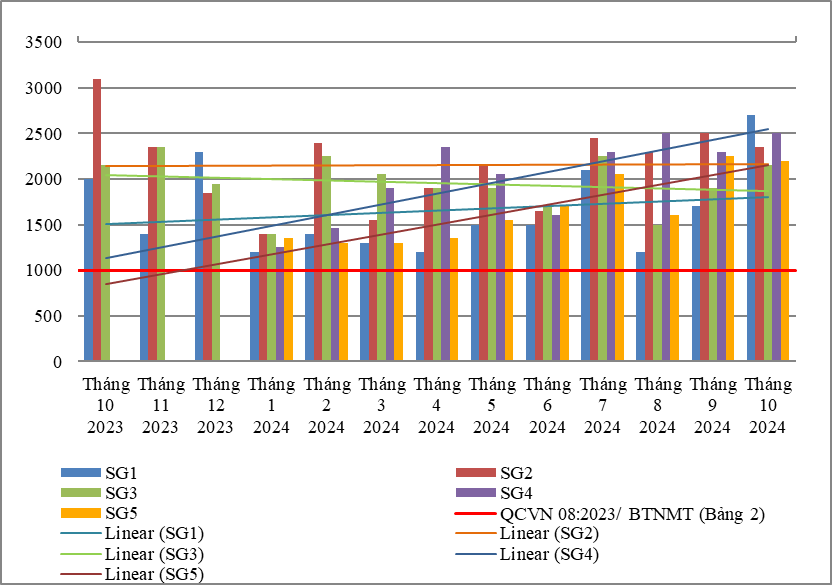 3500
3000
2500
2000
1500
1000
500
0
Tháng Tháng Tháng Tháng Tháng Tháng Tháng Tháng Tháng Tháng Tháng Tháng Tháng
10 11 12 1 2 3 4 5 6 7 8 9 10
2023 2023 2023 2024 2024 2024 2024 2024 2024 2024 2024 2024 2024
SG1 SG2
SG3 SG4
SG5 QCVN 08:2023/ BTNMT (Bảng 2)
Linear (SG1) Linear (SG2)
Linear (SG3) Linear (SG4)
Linear (SG5)